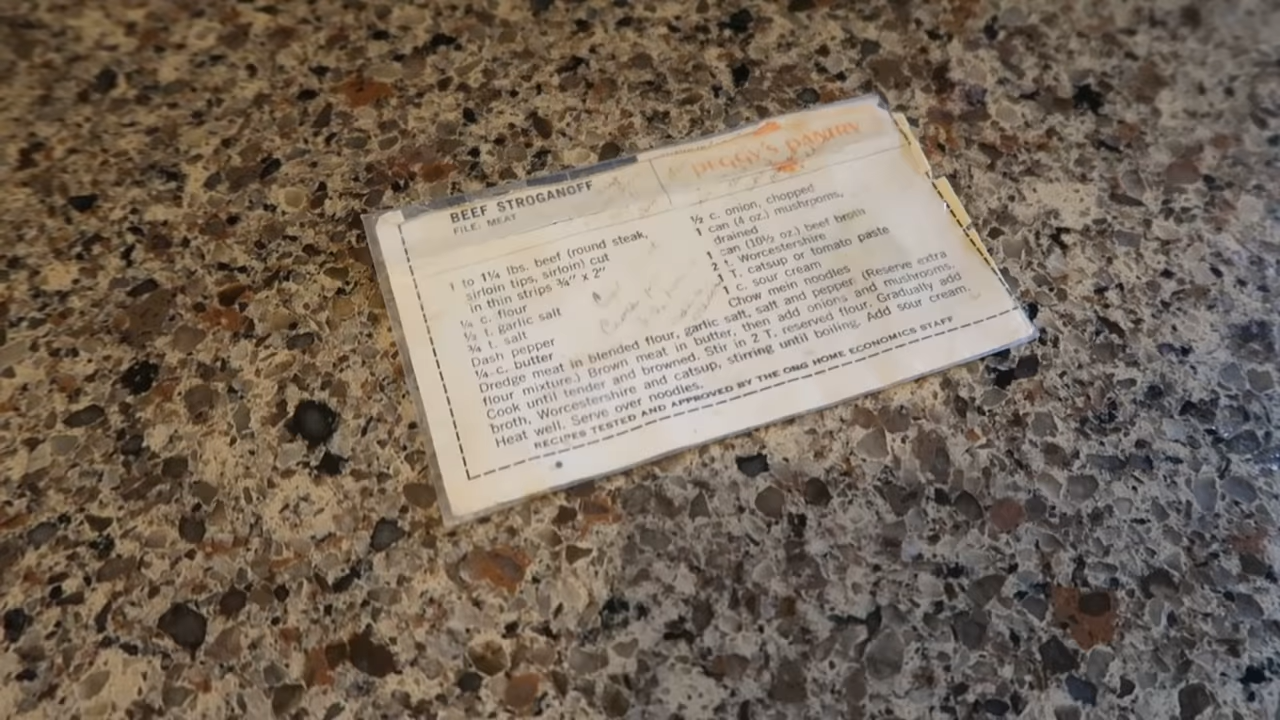 BEEF STROGANOFF
FILE: MEAT
PEGGY'S PANTRY
1 to 1¼ lbs. beef (round steak,
sirloin tips, sirloin) cut
in thin strips ¾" x 2"
¼ c. flour
½ t. garlic salt
¾ t. salt
Dash pepper
¼ c. butter
½ c. onion, chopped
1 can (4 oz.) mushrooms,
drained
1 can (10½ oz.) beef broth
2 t. Worcestershire
1 T. catsup or tomato paste
1 c. sour cream
Chow mein noodles
Dredge meat in blended flour, garlic salt, salt and pepper. (Reserve extra
flour mixture.) Brown meat in butter, then add onions and mushrooms.
Cook until tender and browned. Stir in 2 T. reserved flour. Gradually add
broth, Worcestershire and catsup, stirring until boiling. Add sour cream.
Heat well. Serve over noodles.
RECIPES TESTED AND APPROVED BY THE ONG HOME ECONOMICS STAFF